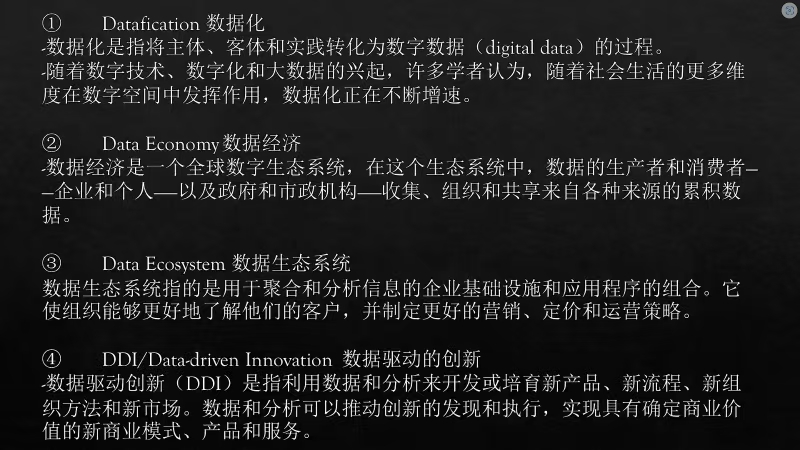 ① Datafication 数据化
-数据化是指将主体、客体和实践转化为数字数据（digital data）的过程。
-随着数字技术、数字化和大数据的兴起，许多学者认为，随着社会生活的更多维
度在数字空间中发挥作用，数据化正在不断增速。
② Data Economy数据经济
-数据经济是一个全球数字生态系统，在这个生态系统中，数据的生产者和消费者–
–企业和个人——以及政府和市政机构——收集、组织和共享来自各种来源的累积数
据。
③ Data Ecosystem 数据生态系统
数据生态系统指的是用于聚合和分析信息的企业基础设施和应用程序的组合。它
使组织能够更好地了解他们的客户，并制定更好的营销、定价和运营策略。
④ DDI/Data-driven Innovation 数据驱动的创新
-数据驱动创新（DDI）是指利用数据和分析来开发或培育新产品、新流程、新组
织方法和新市场。数据和分析可以推动创新的发现和执行，实现具有确定商业价
值的新商业模式、产品和服务。